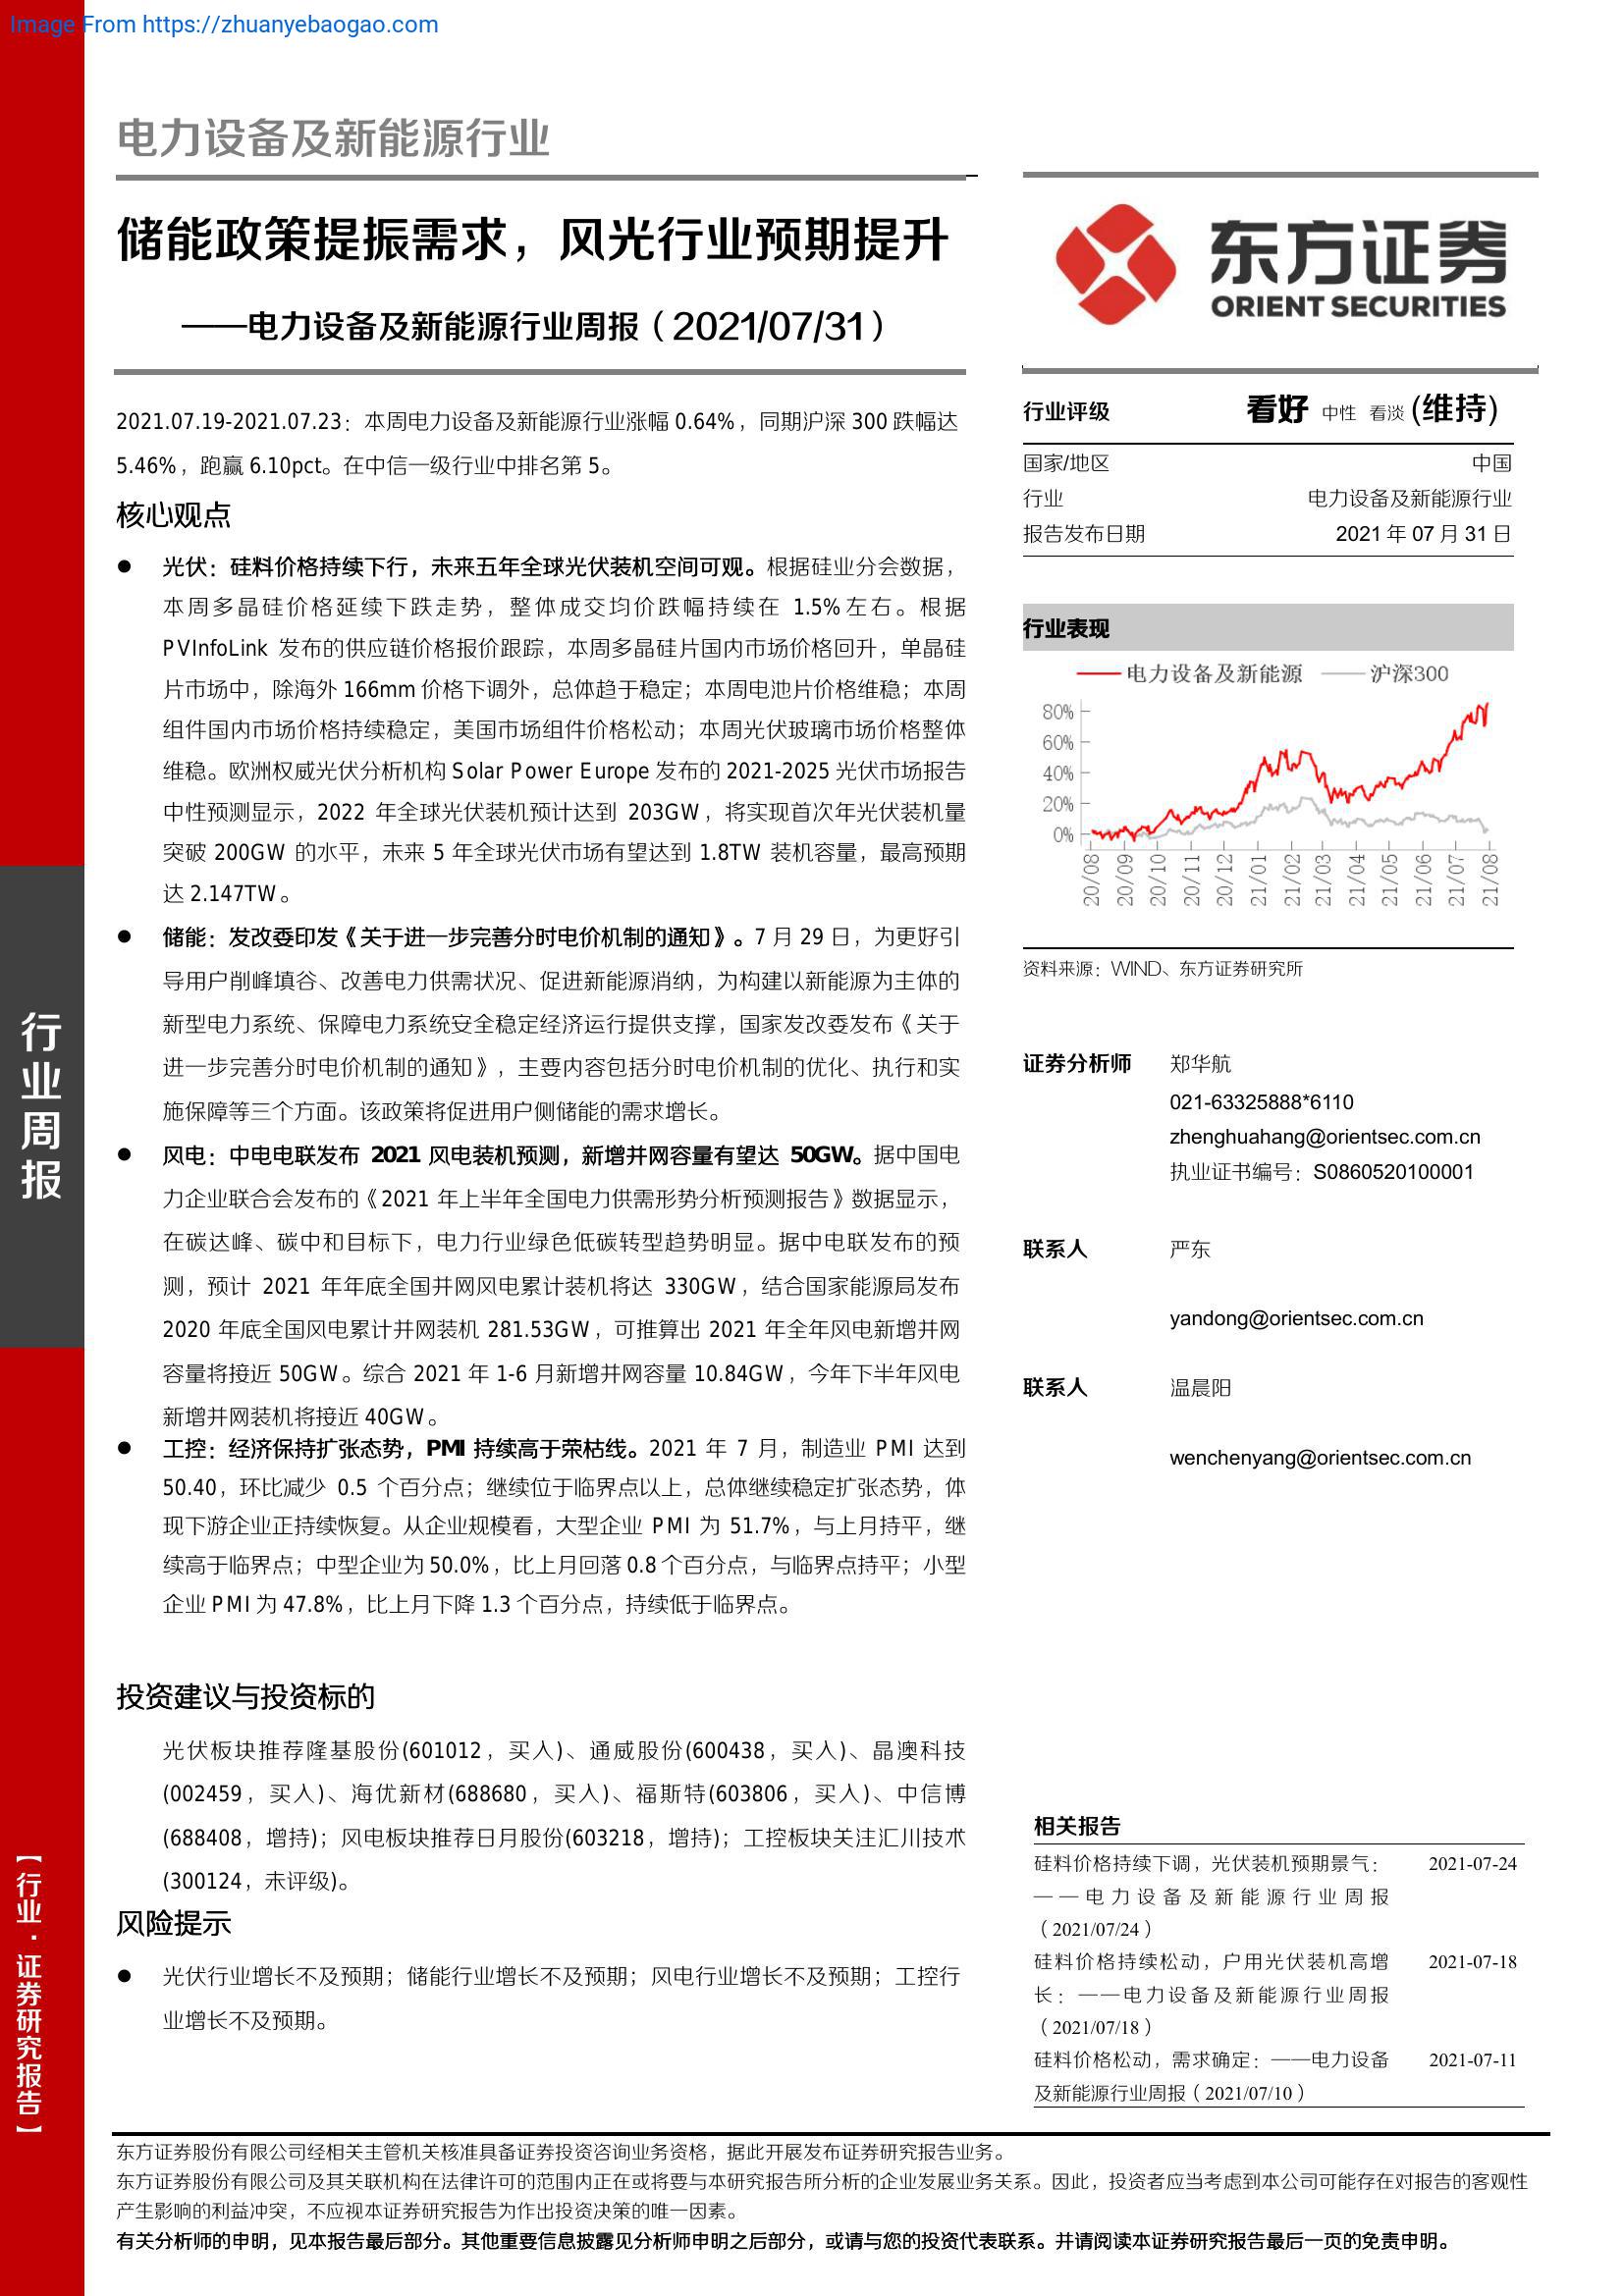 Image From https://zhuanyebaogao.com
电力设备及新能源行业
储能政策提振需求，风光行业预期提升
——电力设备及新能源行业周报（2021/07/31）
2021.07.19-2021.07.23：本周电力设备及新能源行业涨幅 0.64%，同期沪深 300 跌幅达
5.46%，跑赢 6.10pct。在中信一级行业中排名第 5。
核心观点
● 光伏：硅料价格持续下行，未来五年全球光伏装机空间可观。根据硅业分会数据，
本周多晶硅价格延续下跌走势，整体成交均价跌幅持续在 1.5%左右。根据
PVInfoLink 发布的供应链价格报价跟踪，本周多晶硅片国内市场价格回升，单晶硅
片市场中，除海外 166mm 价格下调外，总体趋于稳定；本周电池片价格维稳；本周
组件国内市场价格持续稳定，美国市场组件价格松动；本周光伏玻璃市场价格整体
维稳。欧洲权威光伏分析机构 Solar Power Europe 发布的 2021-2025 光伏市场报告
中性预测显示，2022 年全球光伏装机预计达到 203GW，将实现首次年光伏装机量
突破 200GW 的水平，未来 5 年全球光伏市场有望达到 1.8TW 装机容量，最高预期
达 2.147TW。
● 储能：发改委印发《关于进一步完善分时电价机制的通知》。7 月 29 日，为更好引
导用户削峰填谷、改善电力供需状况、促进新能源消纳，为构建以新能源为主体的
新型电力系统、保障电力系统安全稳定经济运行提供支撑，国家发改委发布《关于
进一步完善分时电价机制的通知》，主要内容包括分时电价机制的优化、执行和实
施保障等三个方面。该政策将促进用户侧储能的需求增长。
● 风电：中电电联发布 2021 风电装机预测，新增并网容量有望达 50GW。据中国电
力企业联合会发布的《2021 年上半年全国电力供需形势分析预测报告》数据显示，
在碳达峰、碳中和目标下，电力行业绿色低碳转型趋势明显。据中电联发布的预
测，预计 2021 年年底全国并网风电累计装机将达 330GW，结合国家能源局发布
2020 年底全国风电累计并网装机 281.53GW，可推算出 2021 年全年风电新增并网
容量将接近 50GW。综合 2021 年 1-6 月新增并网容量 10.84GW，今年下半年风电
新增并网装机将接近 40GW。
● 工控：经济保持扩张态势，PMI 持续高于荣枯线。2021 年 7 月，制造业 PMI 达到
50.40，环比减少 0.5 个百分点；继续位于临界点以上，总体继续稳定扩张态势，体
现下游企业正持续恢复。从企业规模看，大型企业 PMI 为 51.7%，与上月持平，继
续高于临界点；中型企业为 50.0%，比上月回落 0.8 个百分点，与临界点持平；小型
企业 PMI 为 47.8%，比上月下降 1.3 个百分点，持续低于临界点。
投资建议与投资标的
光伏板块推荐隆基股份(601012，买入)、通威股份(600438，买入)、晶澳科技
(002459，买入)、海优新材(688680，买入)、福斯特(603806，买入)、中信博
(688408，增持)；风电板块推荐日月股份(603218，增持)；工控板块关注汇川技术
(300124，未评级)。
风险提示
● 光伏行业增长不及预期；储能行业增长不及预期；风电行业增长不及预期；工控行
业增长不及预期。
东方证券
ORIENT SECURITIES
行业评级 看好 中性 看淡 (维持)
国家/地区 中国
行业 电力设备及新能源行业
报告发布日期 2021 年 07 月 31 日
行业表现
电力设备及新能源 沪深300
80%
60%
40%
20%
0%
20/08 20/09 20/10 20/11 20/12 21/01 21/02 21/03 21/04 21/05 21/06 21/07 21/08
资料来源：WIND、东方证券研究所
证券分析师 郑华航
021-63325888*6110
zhenghuahang@orientsec.com.cn
执业证书编号：S0860520100001
联系人 严东
yandong@orientsec.com.cn
联系人 温晨阳
wenchenyang@orientsec.com.cn
相关报告
硅料价格持续下调，光伏装机预期景气： 2021-07-24
——电力设备及新能源行业周报
（2021/07/24）
硅料价格持续松动，户用光伏装机高增 2021-07-18
长：——电力设备及新能源行业周报
（2021/07/18）
硅料价格松动，需求确定：——电力设备 2021-07-11
及新能源行业周报（2021/07/10）
行业周报
【行业·证券研究报告】
东方证券股份有限公司经相关主管机关核准具备证券投资咨询业务资格，据此开展发布证券研究报告业务。
东方证券股份有限公司及其关联机构在法律许可的范围内正在或将要与本研究报告所分析的企业发展业务关系。因此，投资者应当考虑到本公司可能存在对报告的客观性
产生影响的利益冲突，不应视本证券研究报告为作出投资决策的唯一因素。
有关分析师的申明，见本报告最后部分。其他重要信息披露见分析师申明之后部分，或请与您的投资代表联系。并请阅读本证券研究报告最后一页的免责申明。